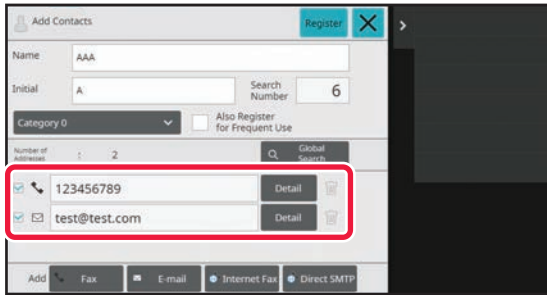 Add Contacts Register
Name AAA
Initial A Search Number 6
Category 0 Also Register for Frequent Use
Number of Addresses : 2 Global Search
123456789 Detail
test@test.com Detail
Add Fax E-mail Internet Fax Direct SMTP